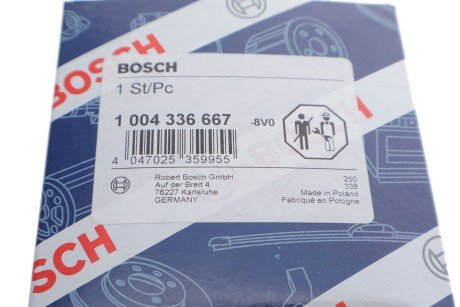 BOSCH
BOSCH
1 St/Pc
1 004 336 667
-8V0
4 047025 359955
Robert Bosch GmbH
Auf der Breit 4
76227 Karlsruhe
GERMANY
250
338
Made in Poland
Fabriqué en Pologne
BOSCH